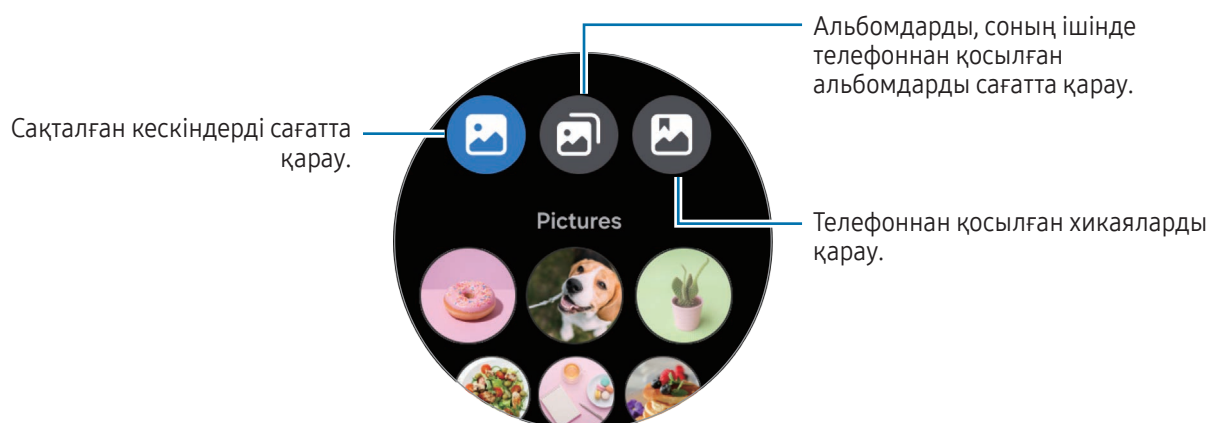 Альбомдарды, соның ішінде
телефоннан қосылған
альбомдарды сағатта қарау.
Сақталған кескіндерді сағатта
қарау.
Pictures
Телефоннан қосылған хикаяларды
қарау.